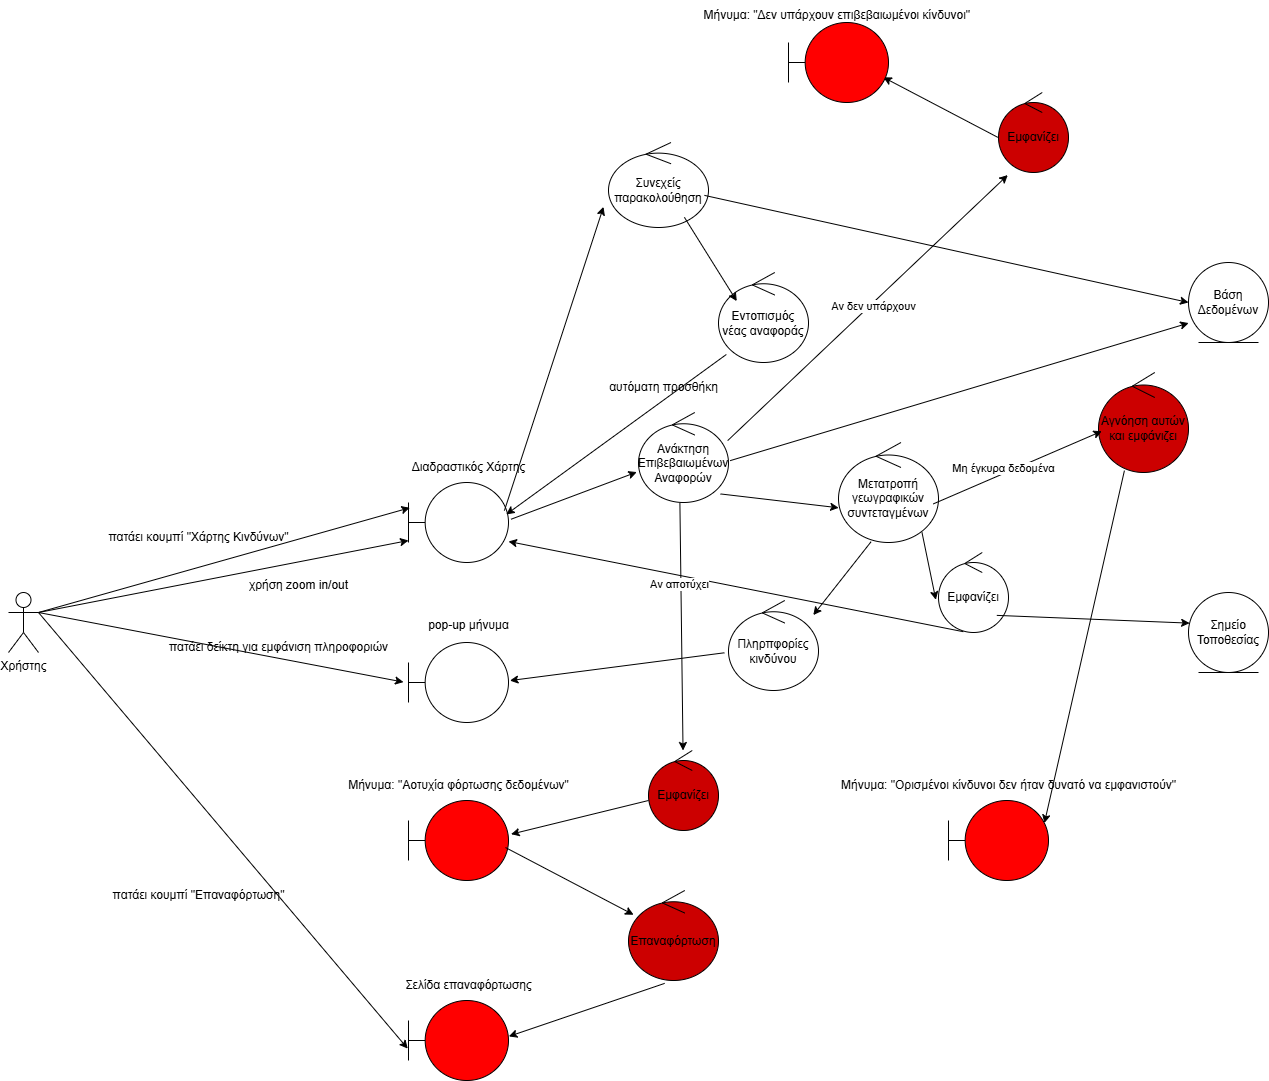 Μήνυμα: "Δεν υπάρχουν επιβεβαιωμένοι κίνδυνοι"
Εμφανίζει
Συνεχείς
παρακολούθηση
Βάση
Δεδομένων
Αν δεν υπάρχουν
Εντοπισμός
νέας αναφοράς
αυτόματη προσθήκη
Αγνόηση αυτών
και εμφάνιζει
Ανάκτηση
Επιβεβαιωμένων
Αναφορών
Διαδραστικός Χάρτης
Μη έγκυρα δεδομένα
Μετατροπή
γεωγραφικών
συντεταγμένων
πατάει κουμπί "Χάρτης Κινδύνων"
χρήση zoom in/out
Αν αποτύχει
Εμφανίζει
pop-up μήνυμα
Σημείο
Τοποθεσίας
πατάει δείκτη για εμφάνιση πληροφοριών
Πληρπφορίες
κινδύνου
Χρήστης
Μήνυμα: "Αοτυχία φόρτωσης δεδομένων"
Εμφανίζει
Μήνυμα: "Ορισμένοι κίνδυνοι δεν ήταν δυνατό να εμφανιστούν"
πατάει κουμπί "Επαναφόρτωση"
Επαναφόρτωση
Σελίδα επαναφόρτωσης